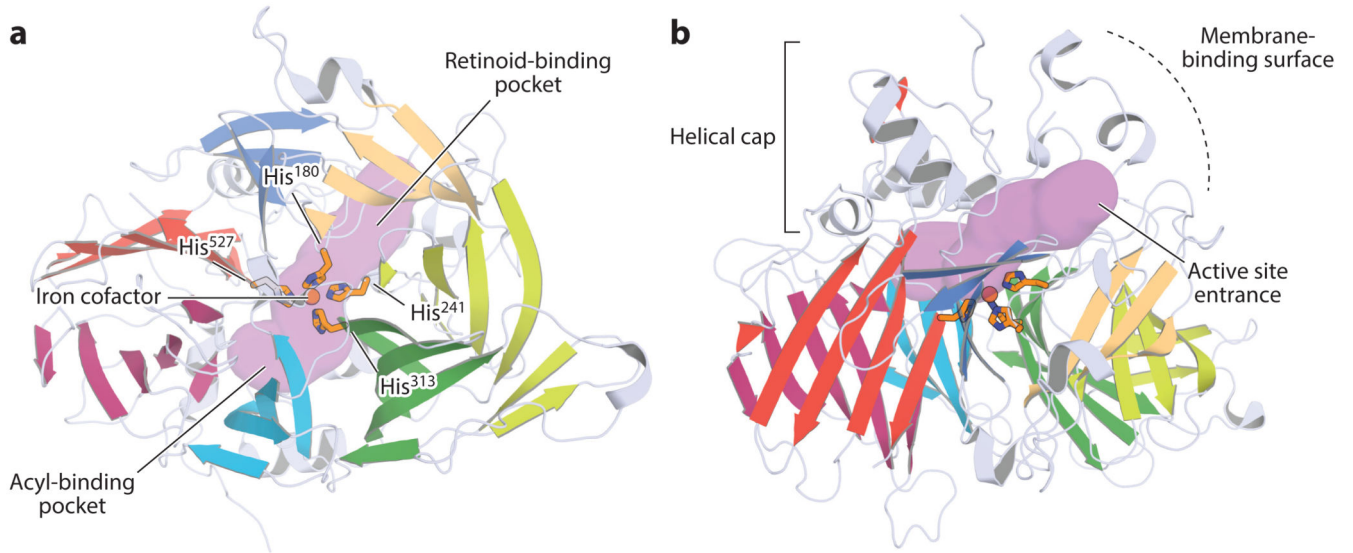 a
Retinoid-binding
pocket
His180
His527
Iron cofactor
His241
His313
Acyl-binding
pocket
b
Membrane-
binding surface
Helical cap
Active site
entrance